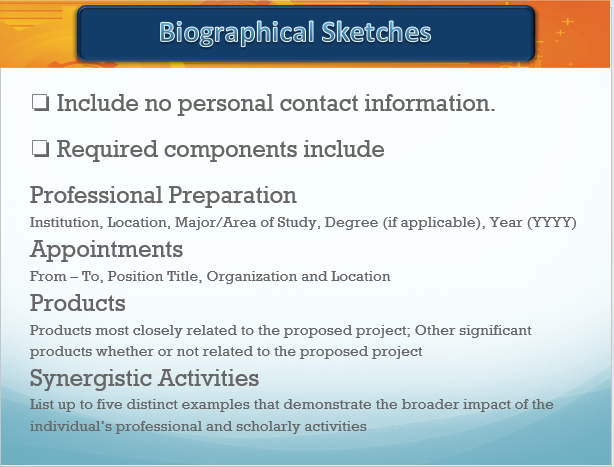 Biographical Sketches
❑ Include no personal contact information.
❑ Required components include
Professional Preparation
Institution, Location, Major/Area of Study, Degree (if applicable), Year (YYYY)
Appointments
From – To, Position Title, Organization and Location
Products
Products most closely related to the proposed project; Other significant
products whether or not related to the proposed project
Synergistic Activities
List up to five distinct examples that demonstrate the broader impact of the
individual's professional and scholarly activities